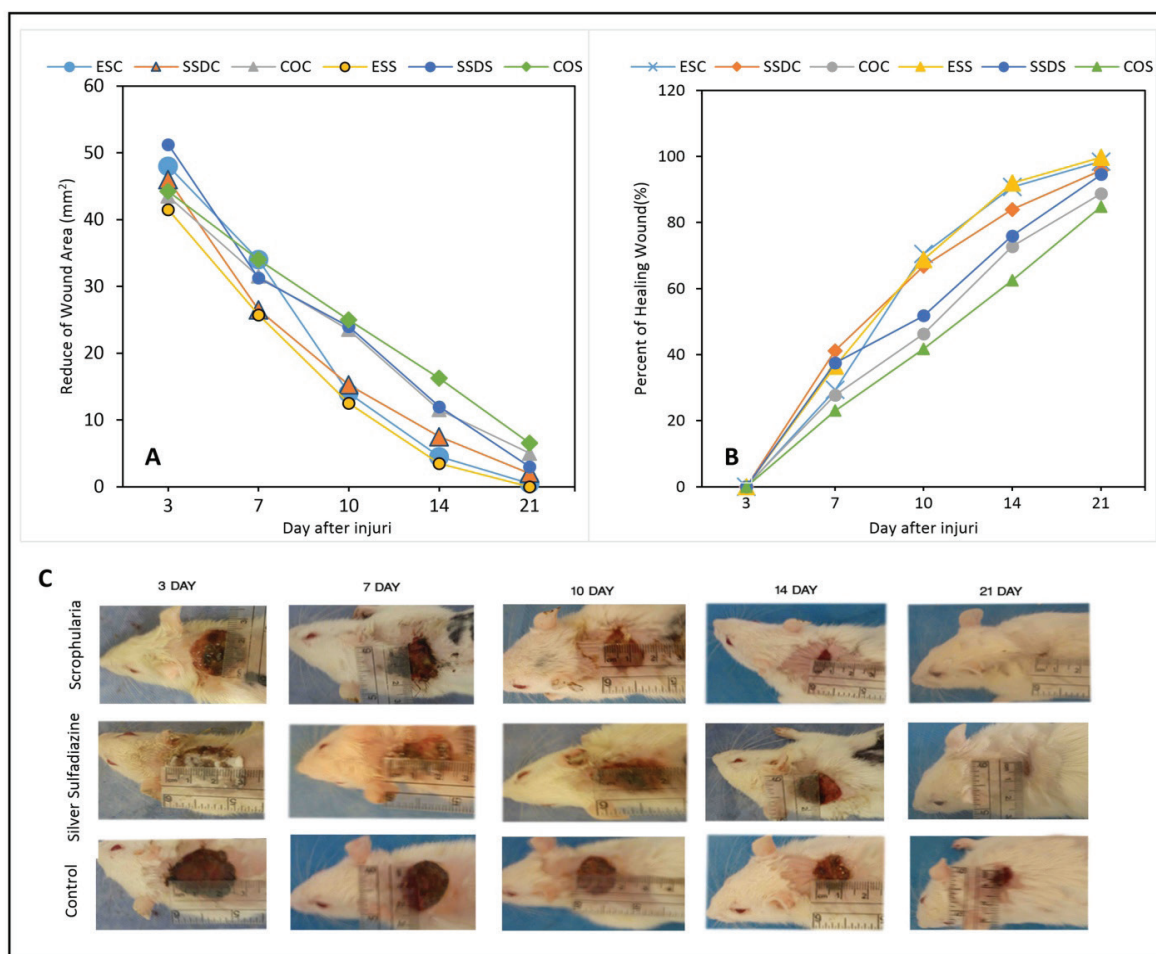 ESC SSDC COC ESS SSDS COS
60
50
40
30
20
10
0
Reduce of Wound Area (mm²)
A
3 7 10 14 21
Day after injuri
ESC SSDC COC ESS SSDS COS
120
100
80
60
40
20
0
Percent of Healing Wound(%)
B
3 7 10 14 21
Day after injuri
C
3 DAY 7 DAY 10 DAY 14 DAY 21 DAY
Scrophularia
Silver Sulfadiazine
Control